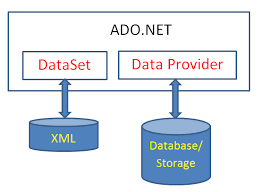 ADO.NET
DataSet
Data Provider
XML
Database/
Storage